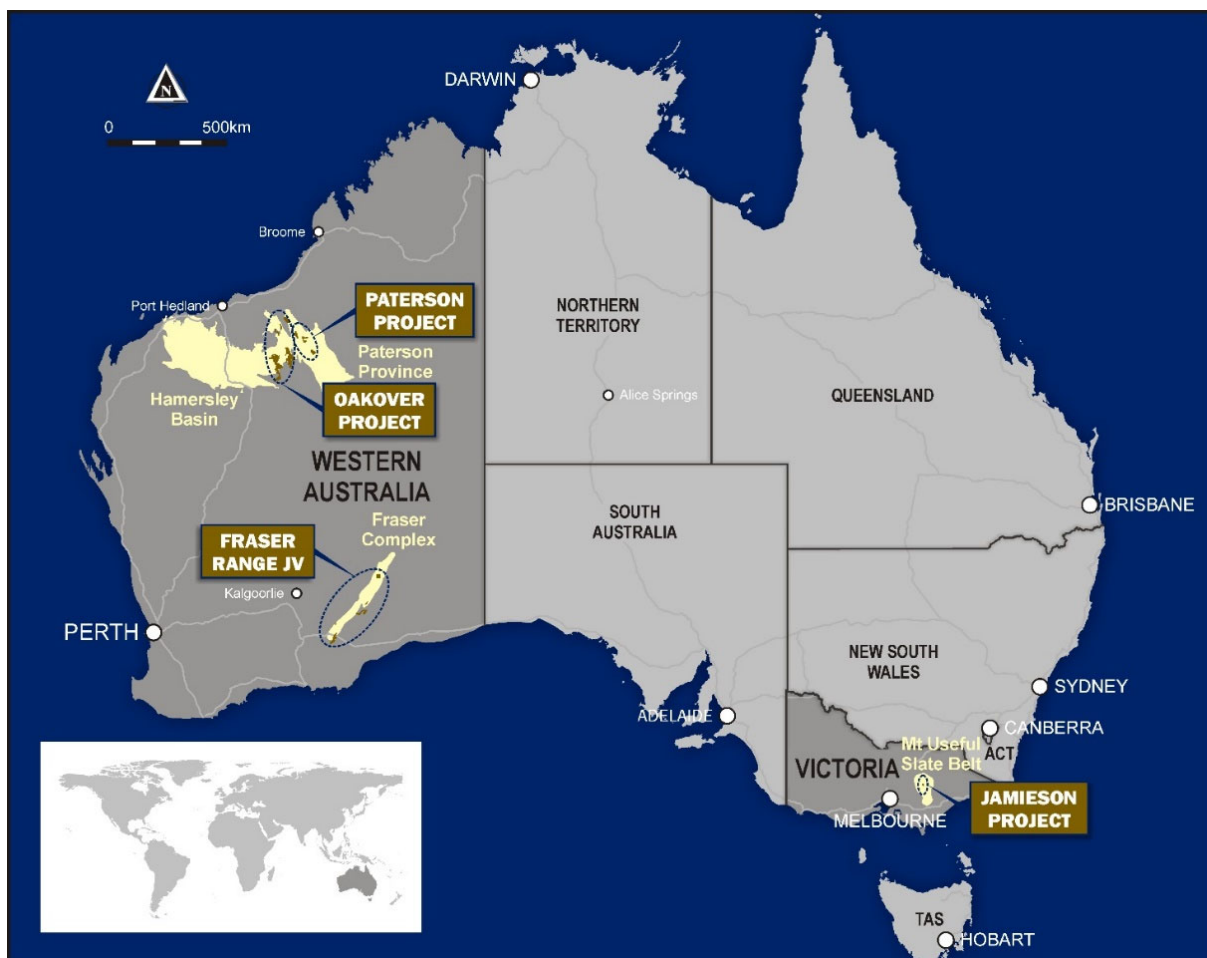 DARWIN
N
0 500km
Broome
Port Hedland
PATERSON
PROJECT
NORTHERN
TERRITORY
Paterson
Province
Hamersley
Basin
OAKOVER
PROJECT
Alice Springs
QUEENSLAND
WESTERN
AUSTRALIA
SOUTH
AUSTRALIA
BRISBANE
Fraser
Complex
FRASER
RANGE JV
Kalgoorlie
PERTH
NEW SOUTH
WALES
SYDNEY
ADELAIDE
CANBERRA
ACT
Mt Useful
Slate Belt
VICTORIA
MELBOURNE
JAMIESON
PROJECT
TAS
HOBART